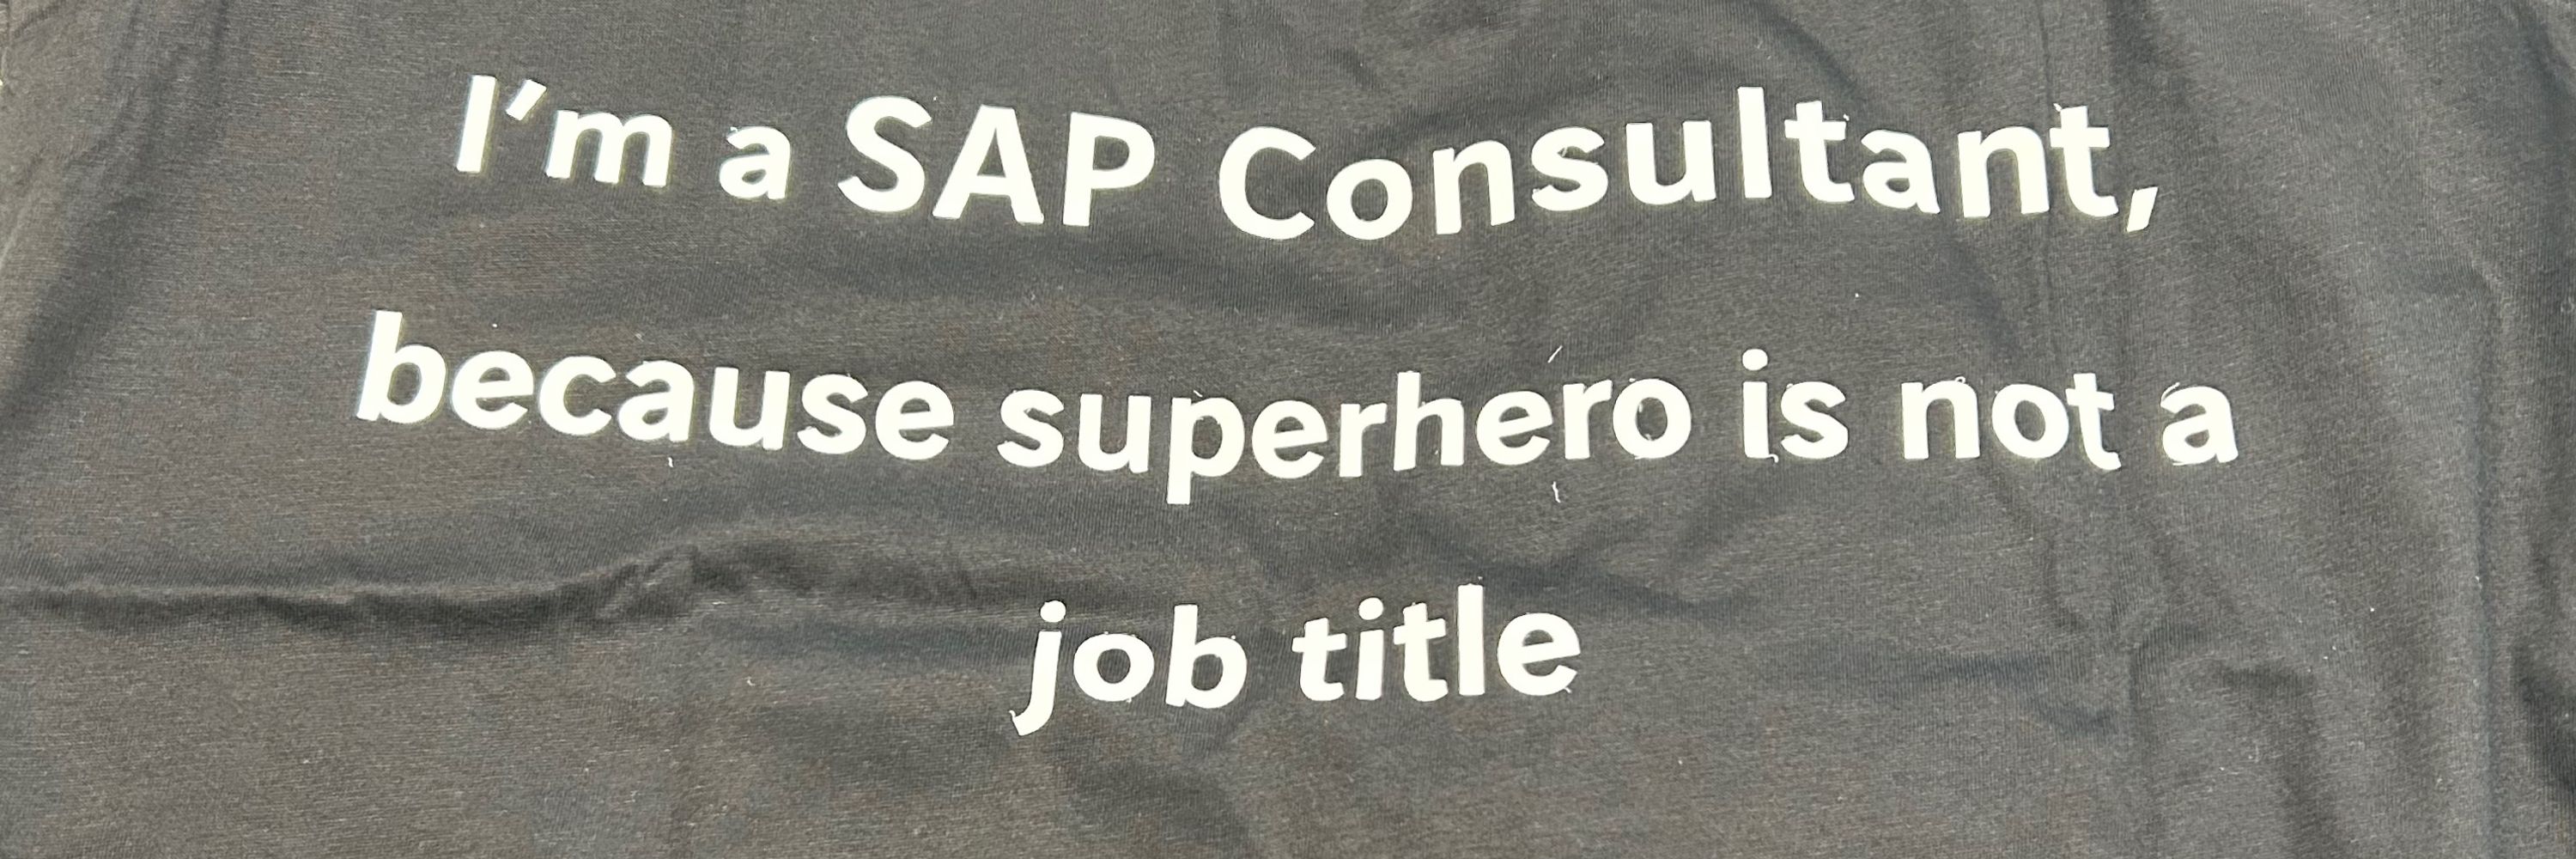 I’m a SAP Consultant,
because superhero is not a
job title